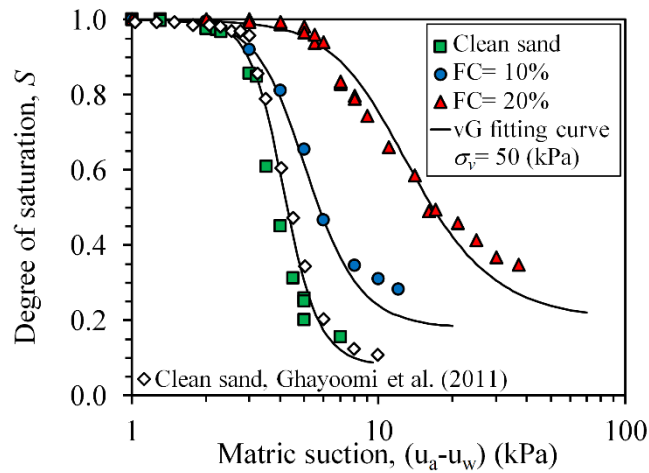 1.0
0.8
0.6
0.4
0.2
0.0
Degree of saturation, S
Clean sand
FC= 10%
FC= 20%
vG fitting curve
σv= 50 (kPa)
Clean sand, Ghayoomi et al. (2011)
1 10 100
Matric suction, (ua-uw) (kPa)